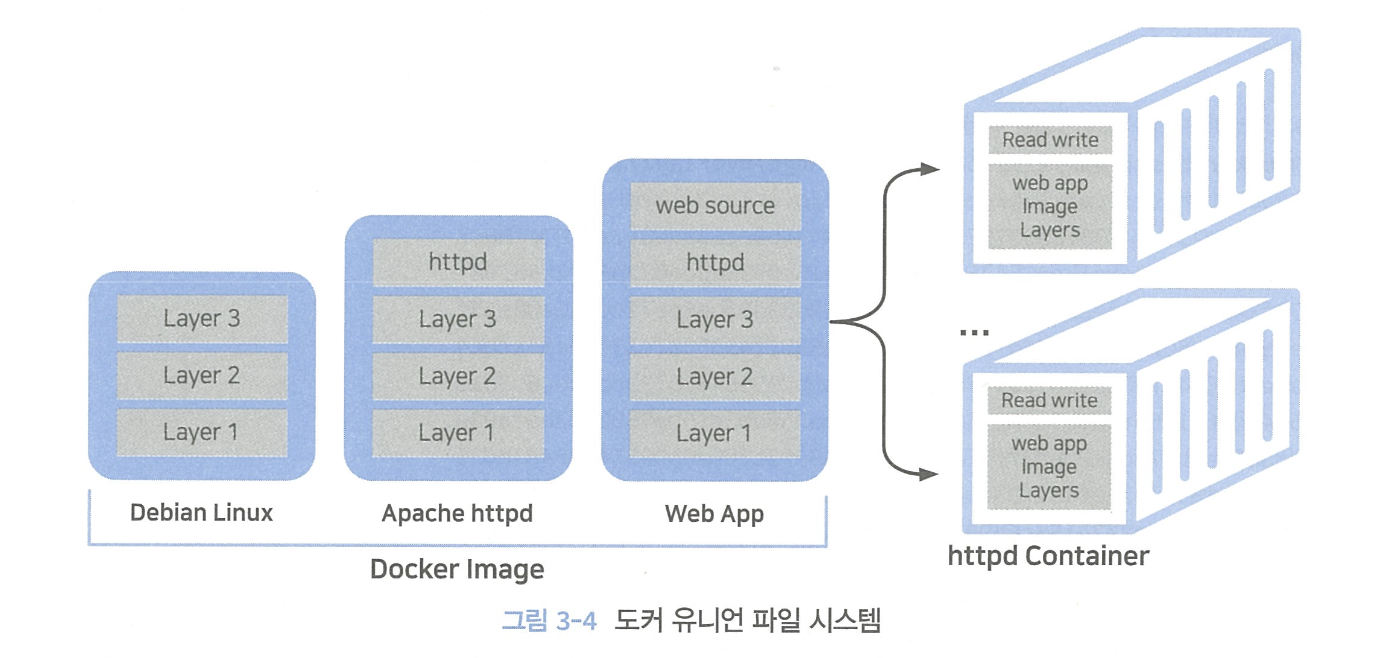 Layer 3
Layer 2
Layer 1
Debian Linux
httpd
Layer 3
Layer 2
Layer 1
Apache httpd
web source
httpd
Layer 3
Layer 2
Layer 1
Web App
Docker Image
Read write
web app
Image
Layers
...
Read write
web app
Image
Layers
httpd Container
그림 3-4 도커 유니언 파일 시스템